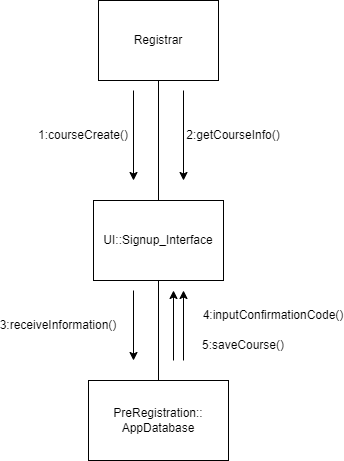 Registrar
1:courseCreate()
2:getCourseInfo()
UI::Signup_Interface
3:receiveInformation()
4:inputConfirmationCode()
5:saveCourse()
PreRegistration::
AppDatabase